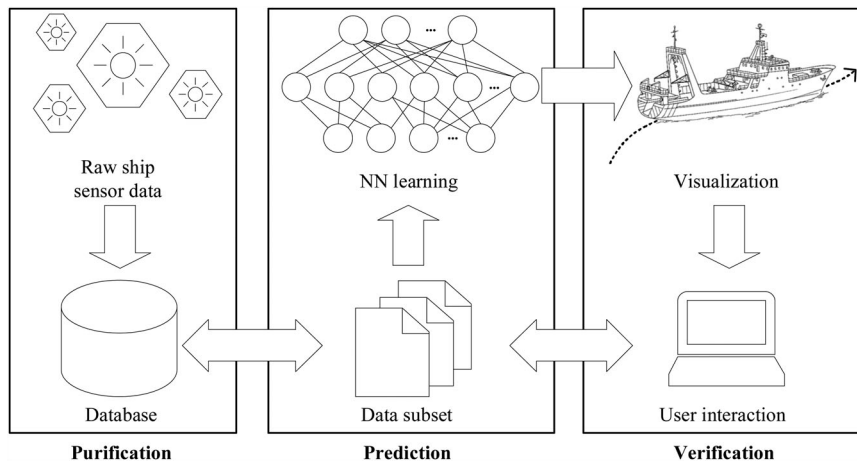 Raw ship
sensor data
Database
Purification
NN learning
Data subset
Prediction
Visualization
User interaction
Verification